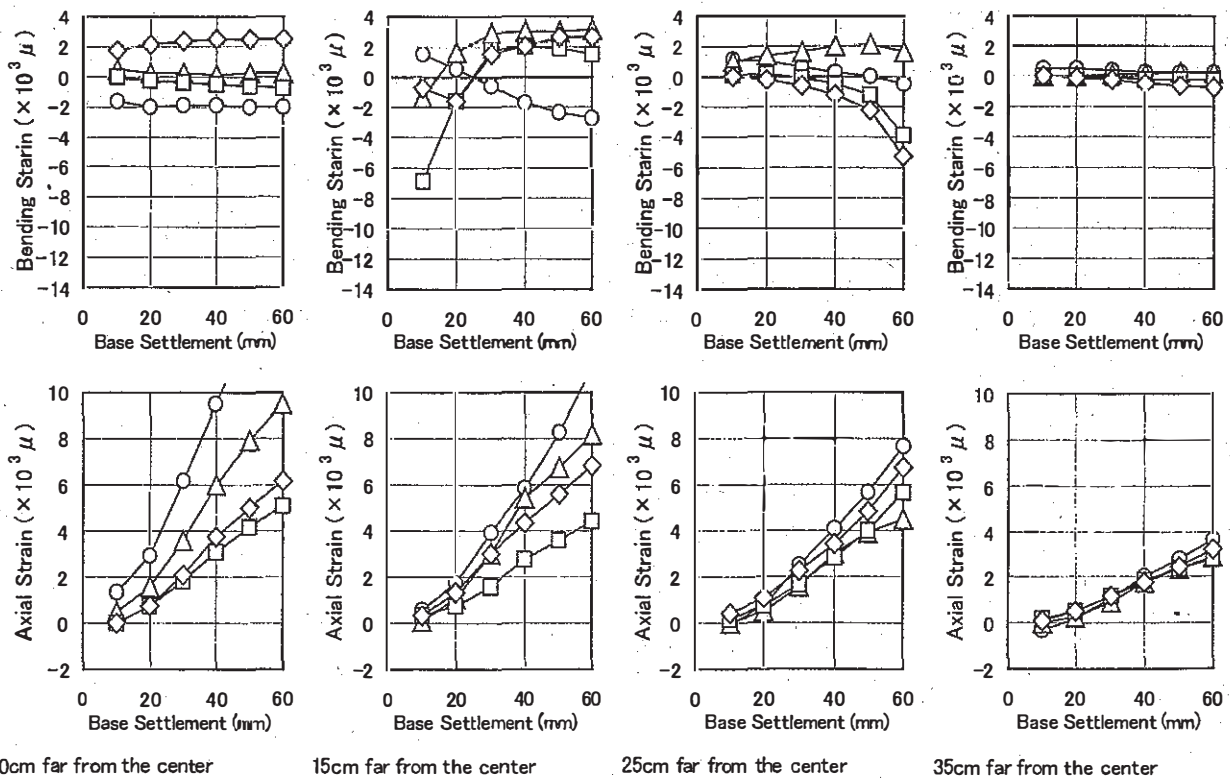 Bending Starin (×10³ μ)
4
2
0
-2
-4
-6
-8
-10
-12
-14
0 20 40 60
Base Settlement (mm)
Bending Starin (×10³ μ)
4
2
0
-2
-4
-6
-8
-10
-12
-14
0 20 40 60
Base Settlement (mm)
Bending Starin (×10³ μ)
4
2
0
-2
-4
-6
-8
-10
-12
-14
0 20 40 60
Base Settlement (mm)
Bending Starin (×10³ μ)
4
2
0
-2
-4
-6
-8
-10
-12
-14
0 20 40 60
Base Settlement (mm)
Axial Strain (×10³ μ)
10
8
6
4
2
0
-2
0 20 40 60
Base Settlement (mm)
Axial Strain (×10³ μ)
10
8
6
4
2
0
-2
0 20 40 60
Base Settlement (mm)
Axial Strain (×10³ μ)
10
8
6
4
2
0
-2
0 20 40 60
Base Settlement (mm)
Axial Strain (×10³ μ)
10
8
6
4
2
0
-2
0 20 40 60
Base Settlement (mm)
0cm far from the center
15cm far from the center
25cm far from the center
35cm far from the center